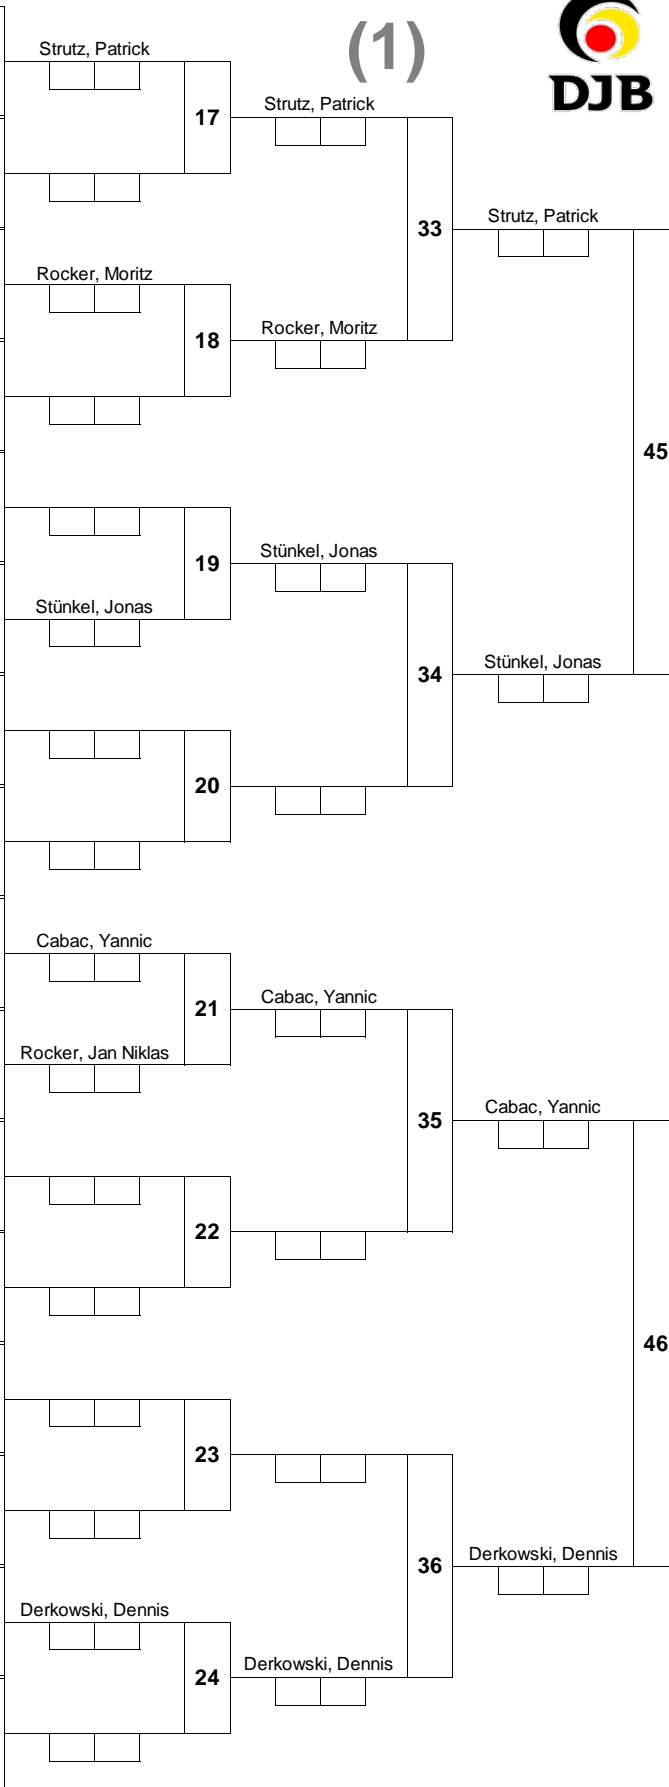 (1)
DJB
Strutz, Patrick
17
Strutz, Patrick
33
Strutz, Patrick
Rocker, Moritz
18
Rocker, Moritz
45
19
Stünkel, Jonas
Stünkel, Jonas
34
Stünkel, Jonas
20
Cabac, Yannic
21
Cabac, Yannic
Rocker, Jan Niklas
35
Cabac, Yannic
22
46
23
36
Derkowski, Dennis
Derkowski, Dennis
24
Derkowski, Dennis